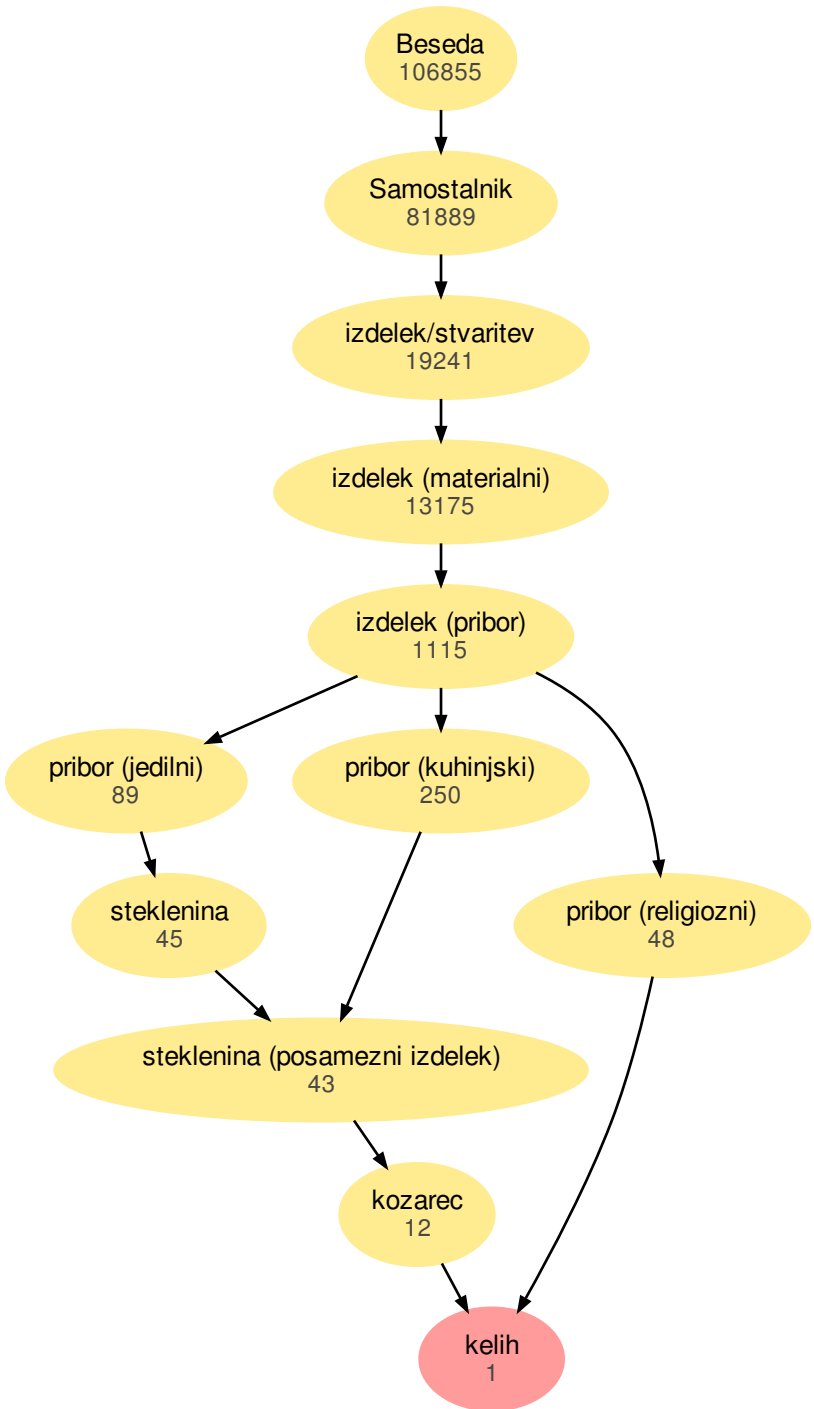 Beseda
106855
Samostalnik
81889
izdelek/stvaritev
19241
izdelek (materialni)
13175
izdelek (pribor)
1115
pribor (jedilni)
89
pribor (kuhinjski)
250
steklenina
45
pribor (religiozni)
48
steklenina (posamezni izdelek)
43
kozarec
12
kelih
1